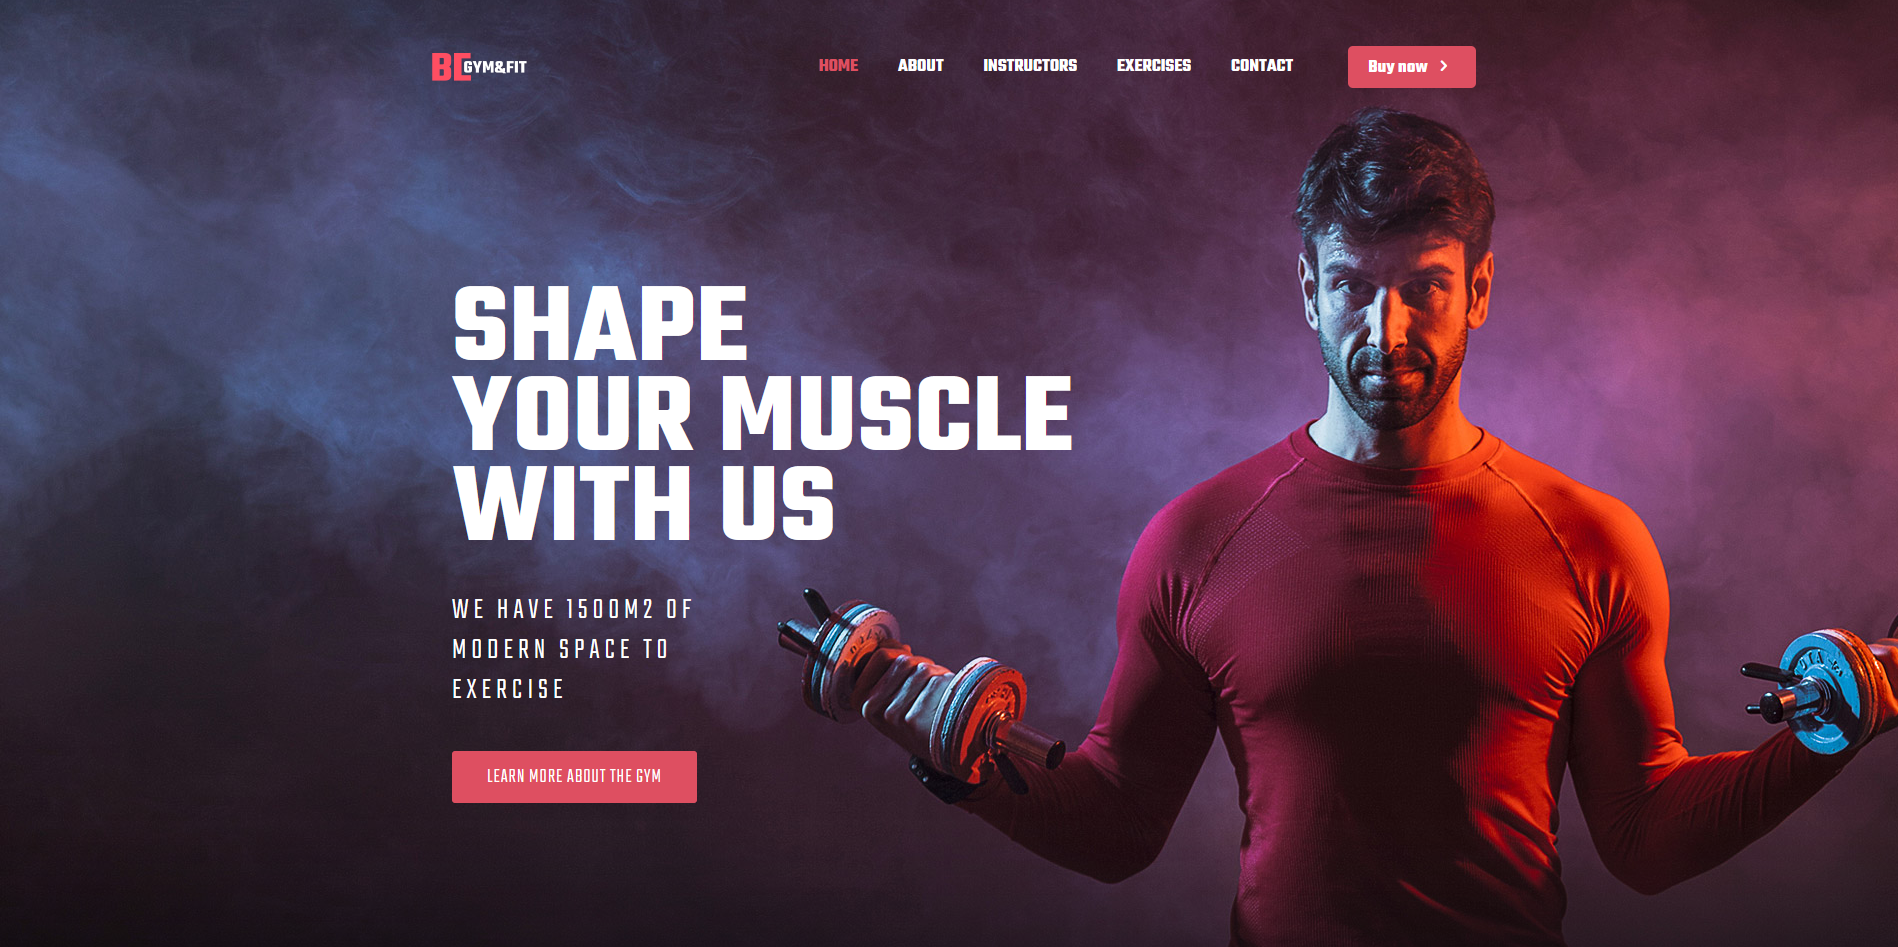 BE GYM&FIT
HOME ABOUT INSTRUCTORS EXERCISES CONTACT
Buy now
SHAPE
YOUR MUSCLE
WITH US
WE HAVE 1500M2 OF
MODERN SPACE TO
EXERCISE
LEARN MORE ABOUT THE GYM